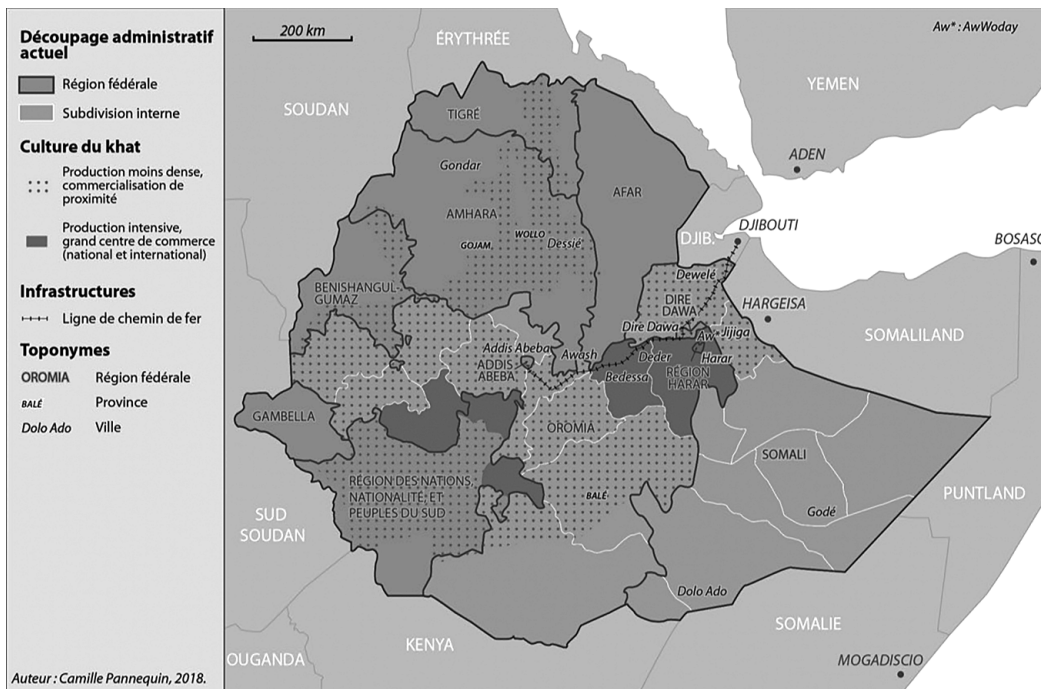 Découpage administratif
actuel
Région fédérale
Subdivision interne
Culture du khat
Production moins dense,
commercialisation de
proximité
Production intensive,
grand centre de commerce
(national et international)
Infrastructures
Ligne de chemin de fer
Toponymes
OROMIA Région fédérale
BALÉ Province
Dolo Ado Ville
Auteur : Camille Pannequin, 2018.
200 km
Aw* : AwWoday
ÉRYTHRÉE
SOUDAN
YEMEN
TIGRÉ
ADEN
Gondar
AFAR
AMHARA
WOLLO
GOJAM
Dessié
DJIB.
DJIBOUTI
BOSASO
Dewelé
BENISHANGUL-
GUMAZ
DIRE
DAWA
HARGEISA
Dire Dawa
Aw*
Jijiga
SOMALILAND
Addis Abeba
ADDIS
ABEBA
Awash
Deder
Harar
Bedessa
RÉGION
HARAR
GAMBELLA
OROMIA
SOMALI
RÉGION DES NATIONS,
NATIONALITÉ, ET
PEUPLES DU SUD
BALÉ
PUNTLAND
Godé
SUD
SOUDAN
Dolo Ado
SOMALIE
KENYA
OUGANDA
MOGADISCIO